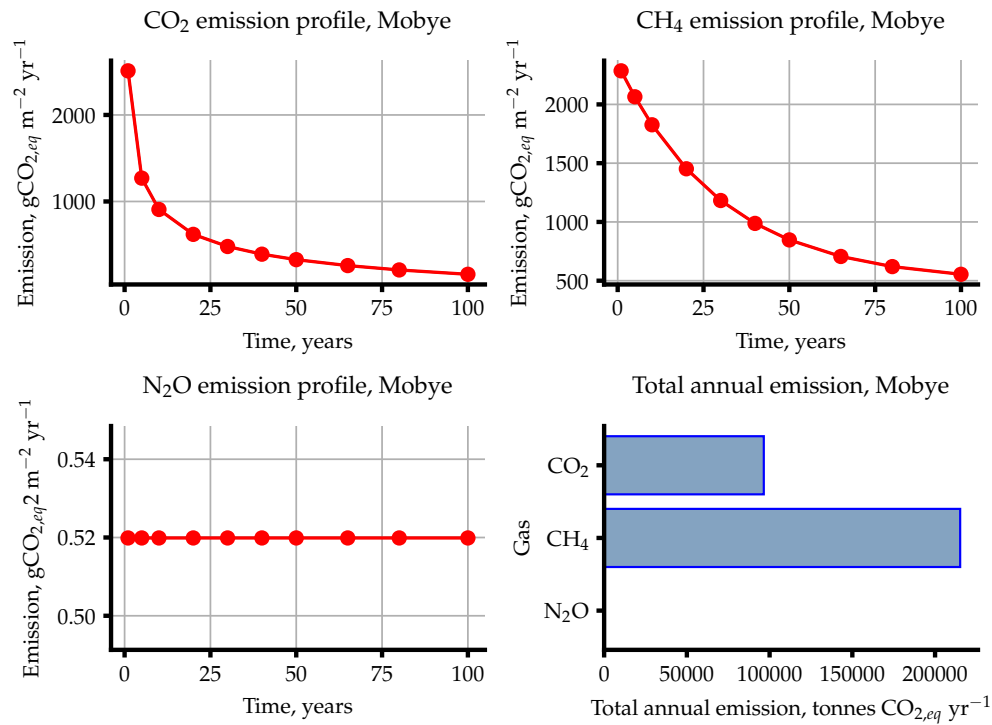 CO₂ emission profile, Mobye
Emission, gCO₂,eq m⁻² yr⁻¹
2000
1000
0 25 50 75 100
Time, years
CH₄ emission profile, Mobye
Emission, gCO₂,eq m⁻² yr⁻¹
2000
1500
1000
500
0 25 50 75 100
Time, years
N₂O emission profile, Mobye
Emission, gCO₂,eq2 m⁻² yr⁻¹
0.54
0.52
0.50
0 25 50 75 100
Time, years
Total annual emission, Mobye
Gas
CO₂
CH₄
N₂O
0 50000 100000 150000 200000
Total annual emission, tonnes CO₂,eq yr⁻¹